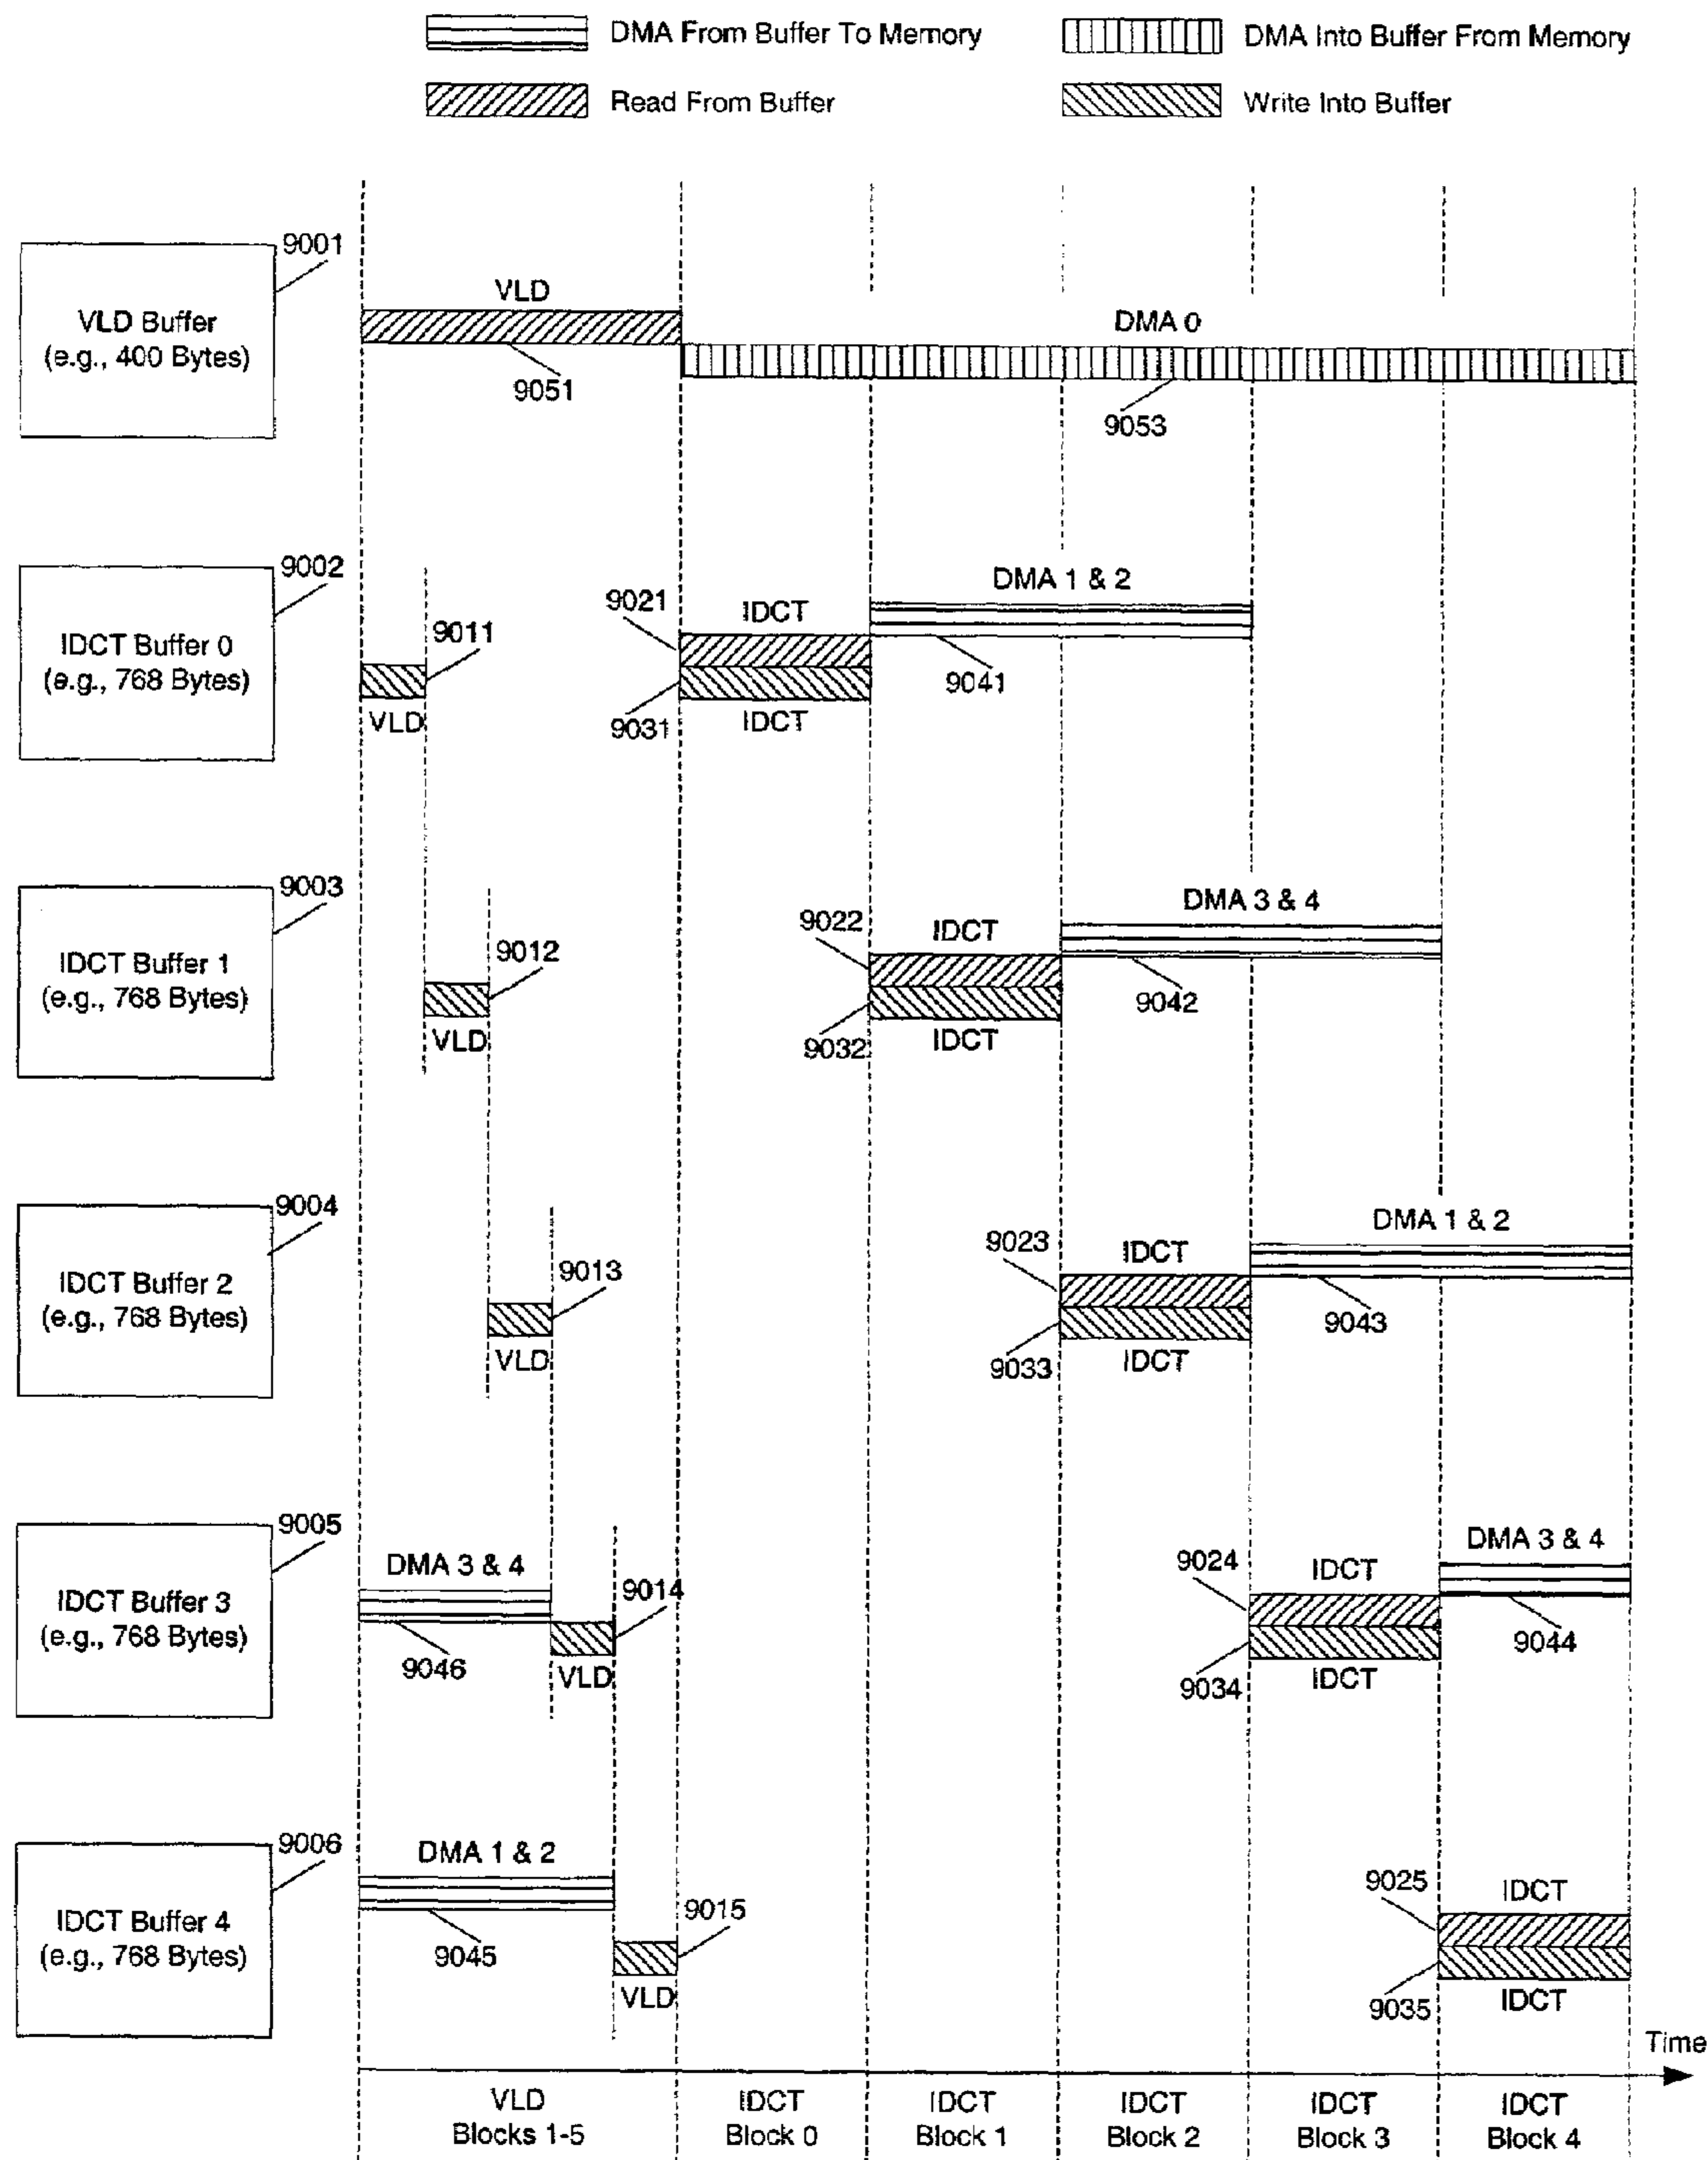 DMA From Buffer To Memory
DMA Into Buffer From Memory
Read From Buffer
Write Into Buffer
9001
VLD Buffer
(e.g., 400 Bytes)
VLD
9051
DMA 0
9053
9002
IDCT Buffer 0
(e.g., 768 Bytes)
9011
VLD
9021
IDCT
9031
IDCT
DMA 1 & 2
9041
9003
IDCT Buffer 1
(e.g., 768 Bytes)
9012
VLD
9022
IDCT
9032
IDCT
DMA 3 & 4
9042
9004
IDCT Buffer 2
(e.g., 768 Bytes)
9013
VLD
9023
IDCT
9033
IDCT
DMA 1 & 2
9043
9005
IDCT Buffer 3
(e.g., 768 Bytes)
DMA 3 & 4
9046
9014
VLD
9024
IDCT
9034
IDCT
DMA 3 & 4
9044
9006
IDCT Buffer 4
(e.g., 768 Bytes)
DMA 1 & 2
9045
9015
VLD
9025
IDCT
9035
IDCT
Time
VLD
Blocks 1-5
IDCT
Block 0
IDCT
Block 1
IDCT
Block 2
IDCT
Block 3
IDCT
Block 4